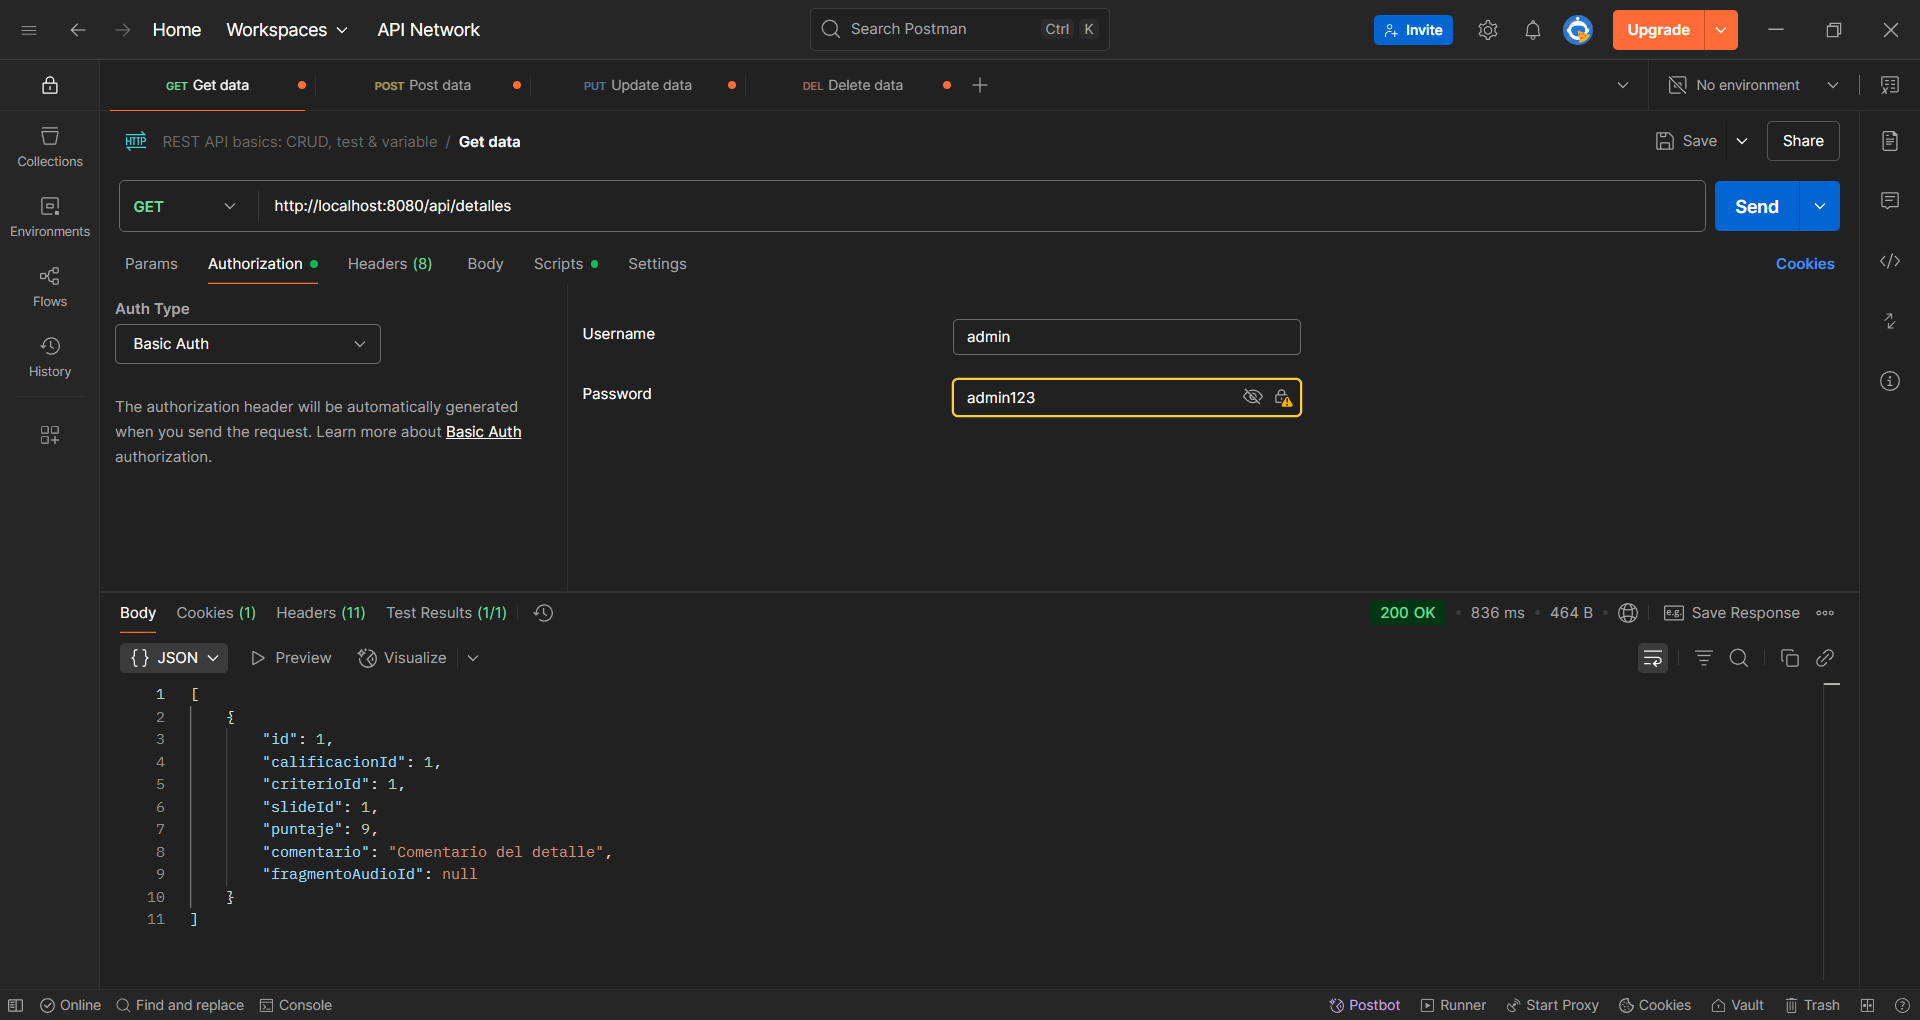 Home Workspaces API Network Search Postman Ctrl K Invite Upgrade
GET Get data POST Post data PUT Update data DEL Delete data No environment
HTTP REST API basics: CRUD, test & variable / Get data Save Share
Collections
GET http://localhost:8080/api/detalles Send
Environments
Params Authorization Headers (8) Body Scripts Settings Cookies
Flows
Auth Type
Basic Auth
Username admin
History
Password admin123
The authorization header will be automatically generated
when you send the request. Learn more about Basic Auth
authorization.
Body Cookies (1) Headers (11) Test Results (1/1) 200 OK 836 ms 464 B e.g. Save Response
{} JSON Preview Visualize
1 [
2 {
3 "id": 1,
4 "calificacionId": 1,
5 "criterioId": 1,
6 "slideId": 1,
7 "puntaje": 9,
8 "comentario": "Comentario del detalle",
9 "fragmentoAudioId": null
10 }
11 ]
Online Find and replace Console Postbot Runner Start Proxy Cookies Vault Trash